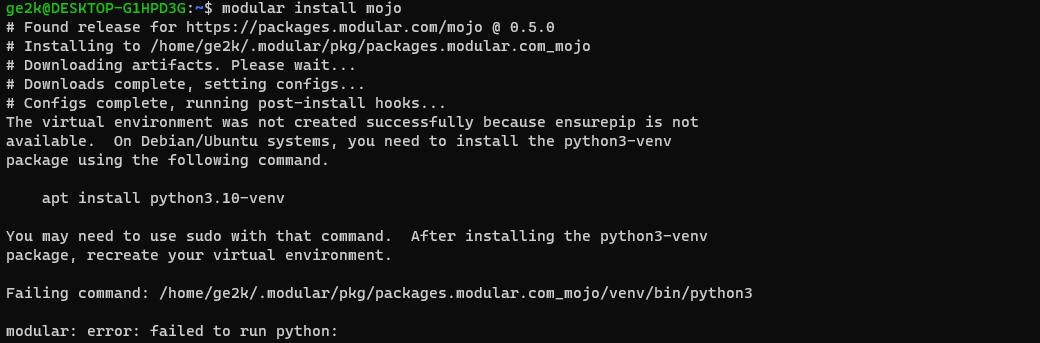 ge2k@DESKTOP-G1HPD3G:~$ modular install mojo
# Found release for https://packages.modular.com/mojo @ 0.5.0
# Installing to /home/ge2k/.modular/pkg/packages.modular.com_mojo
# Downloading artifacts. Please wait...
# Downloads complete, setting configs...
# Configs complete, running post-install hooks...
The virtual environment was not created successfully because ensurepip is not
available.  On Debian/Ubuntu systems, you need to install the python3-venv
package using the following command.

    apt install python3.10-venv

You may need to use sudo with that command.  After installing the python3-venv
package, recreate your virtual environment.

Failing command: /home/ge2k/.modular/pkg/packages.modular.com_mojo/venv/bin/python3

modular: error: failed to run python: